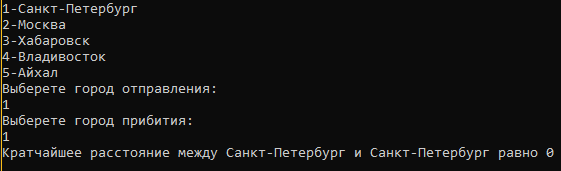 1-Санкт-Петербург
2-Москва
3-Хабаровск
4-Владивосток
5-Айхал
Выберете город отправления:
1
Выберете город прибития:
1
Кратчайшее расстояние между Санкт-Петербург и Санкт-Петербург равно 0